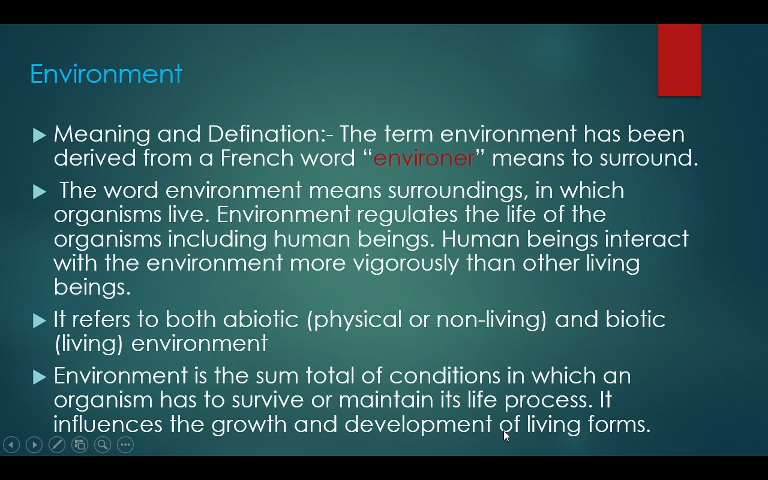 Environment
Meaning and Defination:- The term environment has been
derived from a French word “environer” means to surround.
The word environment means surroundings, in which
organisms live. Environment regulates the life of the
organisms including human beings. Human beings interact
with the environment more vigorously than other living
beings.
It refers to both abiotic (physical or non-living) and biotic
(living) environment
Environment is the sum total of conditions in which an
organism has to survive or maintain its life process. It
influences the growth and development of living forms.